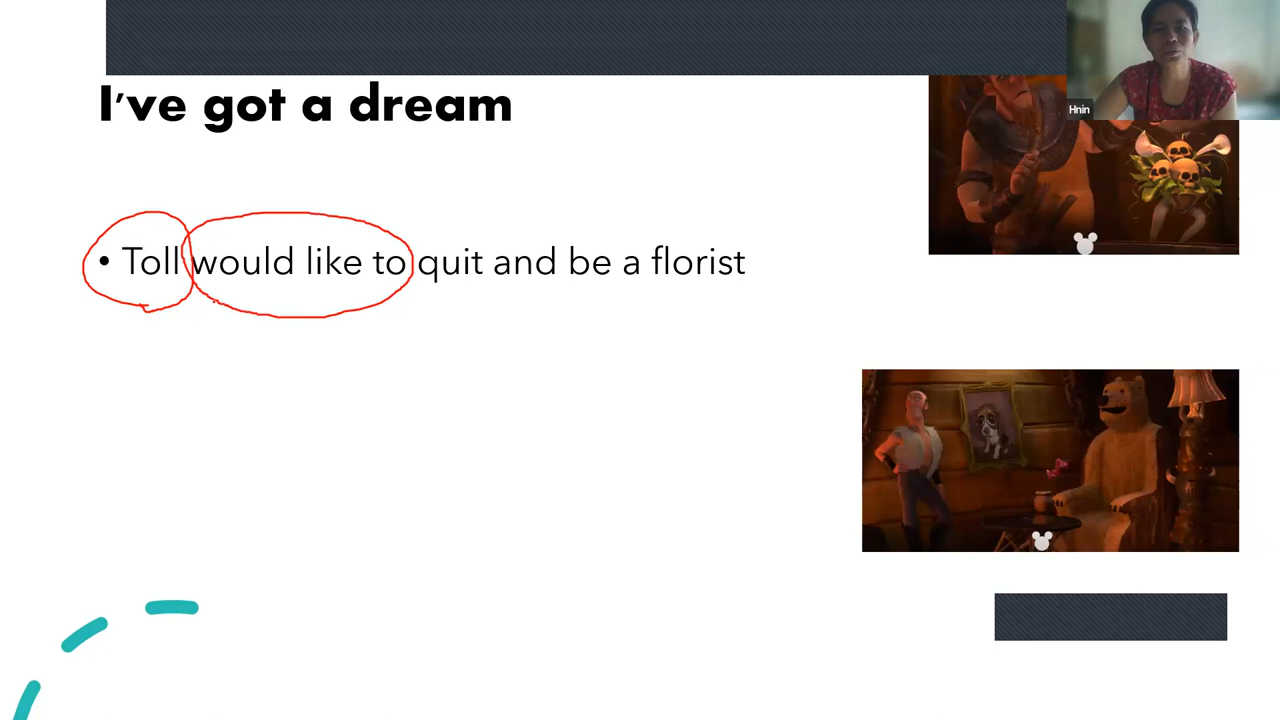 I've got a dream
Hnin
• Toll would like to quit and be a florist